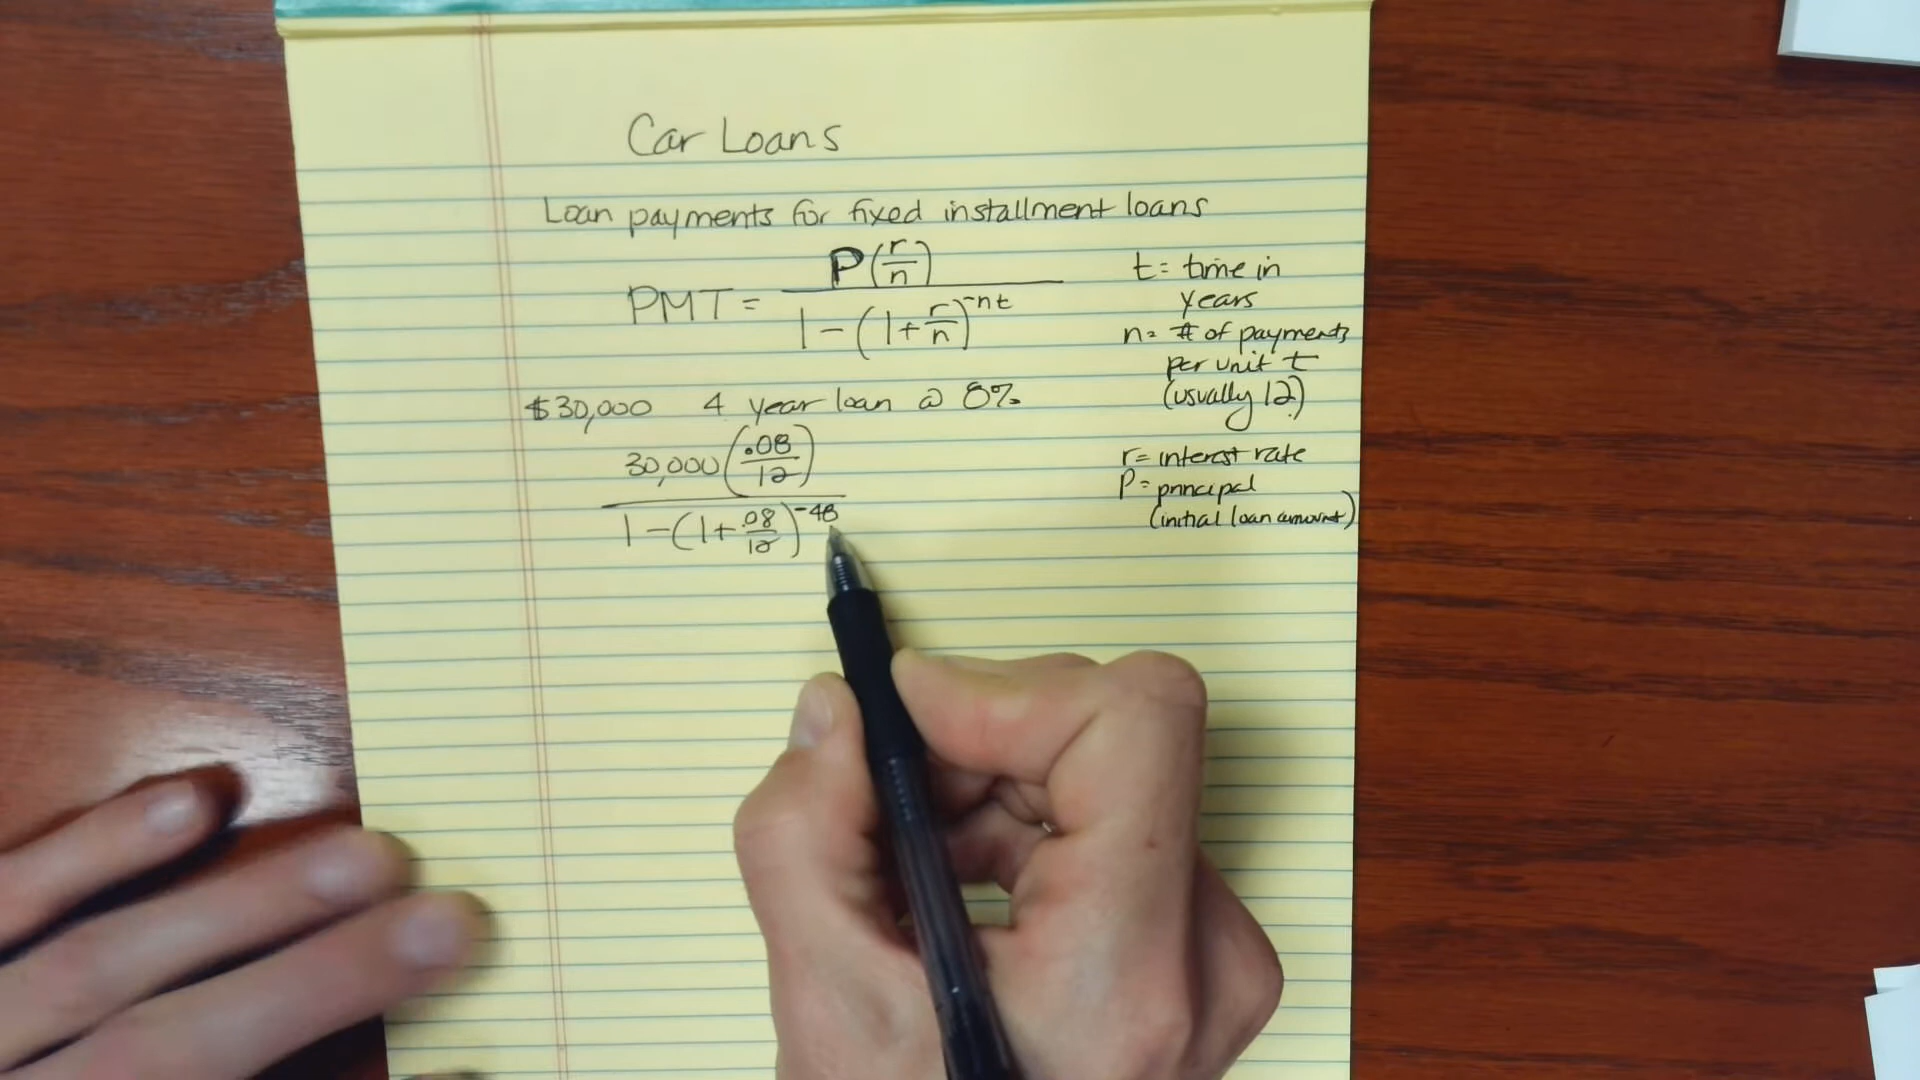 Car Loans
Loan payments for fixed installment loans
PMT = P(r/n) / 1-(1+r/n)^-nt
t = time in
years
n = # of payments
per unit t
(usually 12)
$30,000 4 year loan @ 8%
30,000(.08/12) / 1-(1+.08/12)^-48
r = interest rate
P = principal
(initial loan amount)